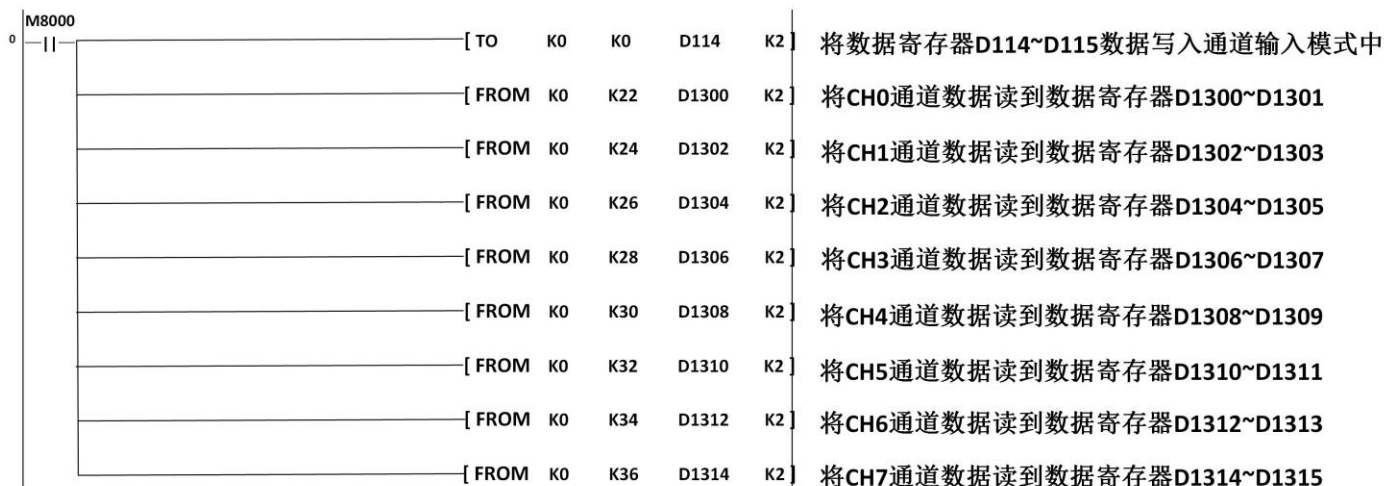 M8000
0 [ TO K0 K0 D114 K2 ] 将数据寄存器D114~D115数据写入通道输入模式中
[ FROM K0 K22 D1300 K2 ] 将CH0通道数据读到数据寄存器D1300~D1301
[ FROM K0 K24 D1302 K2 ] 将CH1通道数据读到数据寄存器D1302~D1303
[ FROM K0 K26 D1304 K2 ] 将CH2通道数据读到数据寄存器D1304~D1305
[ FROM K0 K28 D1306 K2 ] 将CH3通道数据读到数据寄存器D1306~D1307
[ FROM K0 K30 D1308 K2 ] 将CH4通道数据读到数据寄存器D1308~D1309
[ FROM K0 K32 D1310 K2 ] 将CH5通道数据读到数据寄存器D1310~D1311
[ FROM K0 K34 D1312 K2 ] 将CH6通道数据读到数据寄存器D1312~D1313
[ FROM K0 K36 D1314 K2 ] 将CH7通道数据读到数据寄存器D1314~D1315